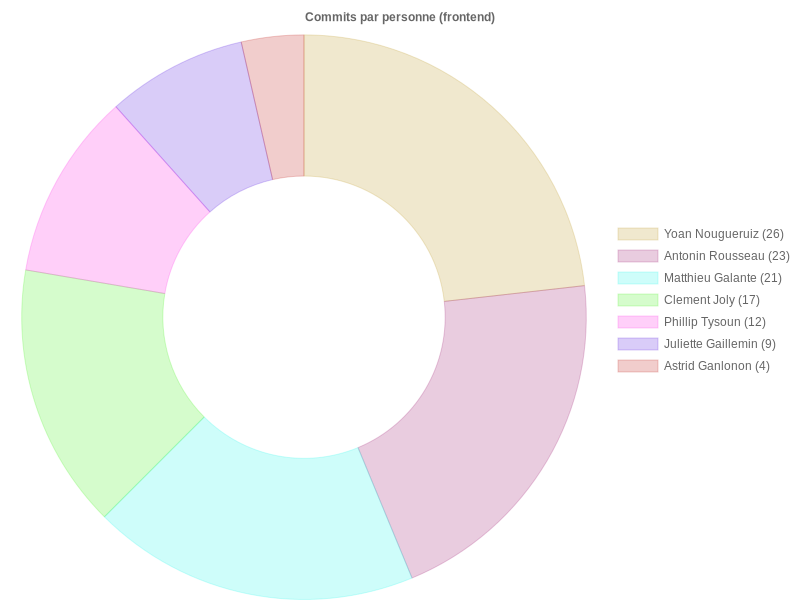 Commits par personne (frontend)
Yoan Nougueruiz (26)
Antonin Rousseau (23)
Matthieu Galante (21)
Clement Joly (17)
Phillip Tysoun (12)
Juliette Gaillemin (9)
Astrid Ganlonon (4)